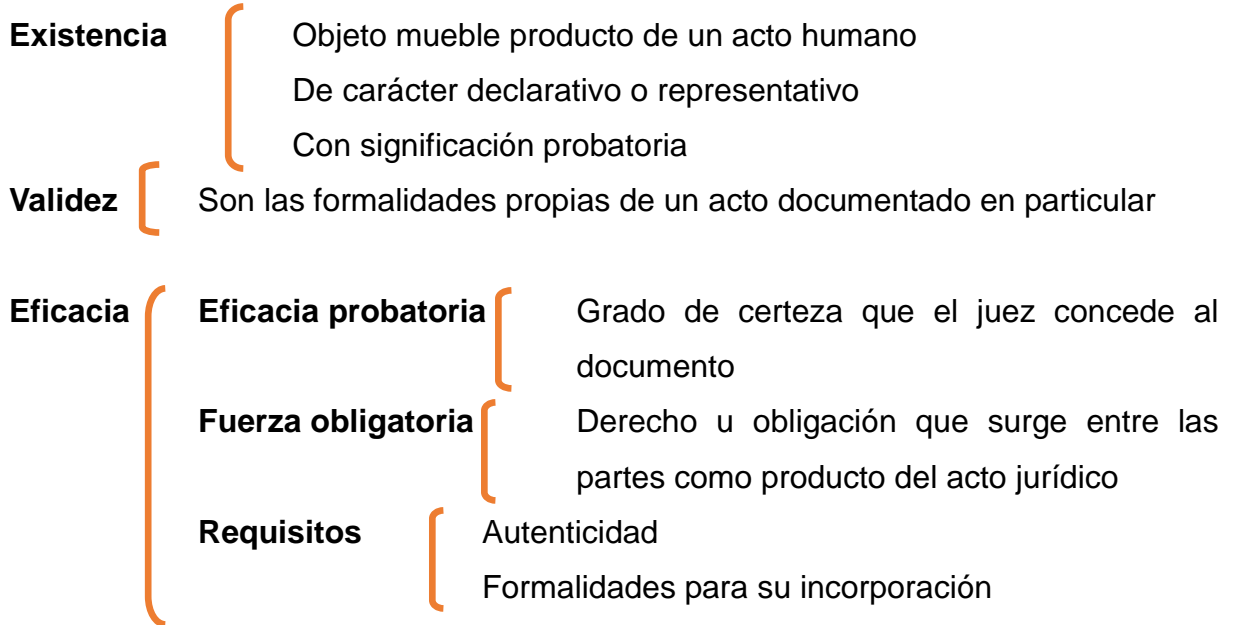 Existencia Objeto mueble producto de un acto humano
De carácter declarativo o representativo
Con significación probatoria
Validez Son las formalidades propias de un acto documentado en particular
Eficacia Eficacia probatoria Grado de certeza que el juez concede al
documento
Fuerza obligatoria Derecho u obligación que surge entre las
partes como producto del acto jurídico
Requisitos Autenticidad
Formalidades para su incorporación